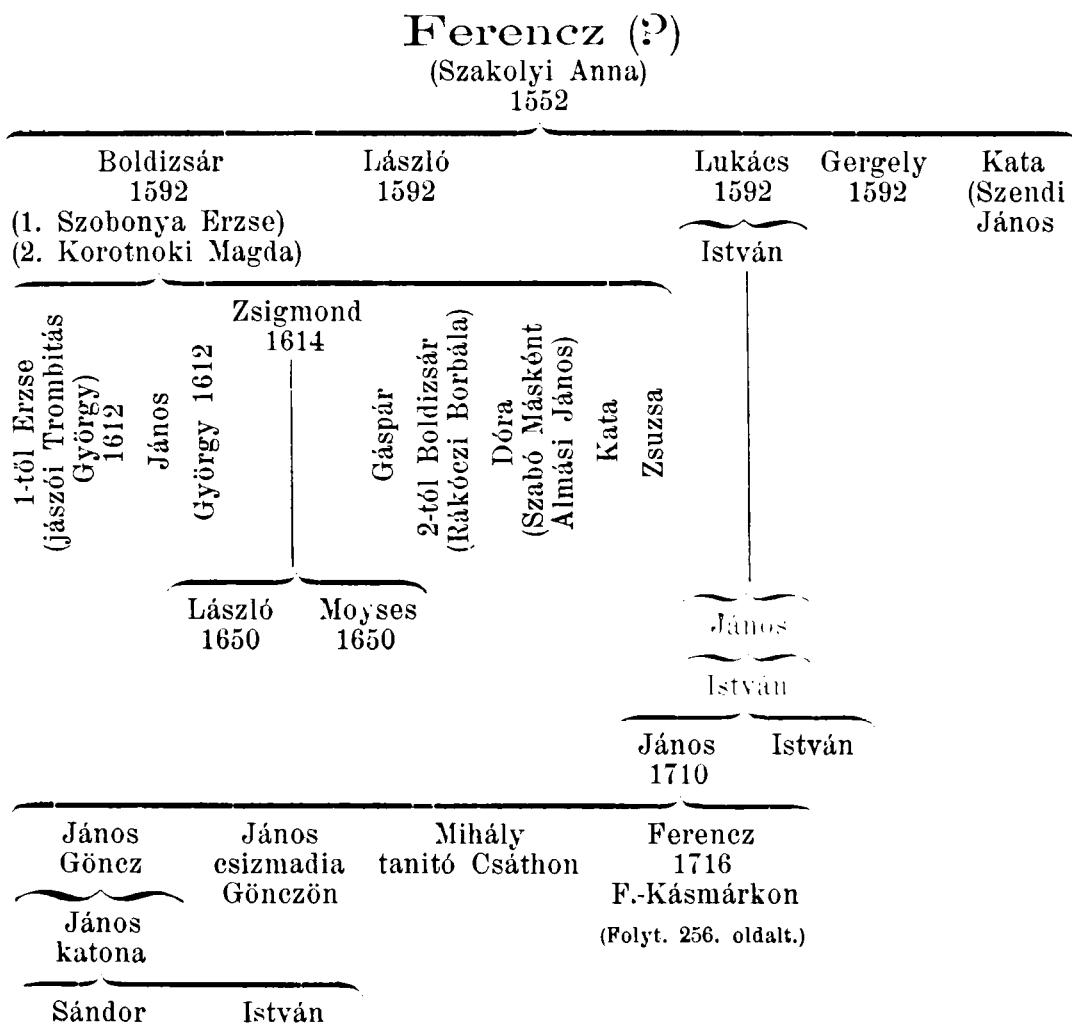 Ferencz (?)
(Szakolyi Anna)
1552
Boldizsár
1592
(1. Szobonya Erzse)
(2. Korotnoki Magda)
László
1592
Lukács
1592
Gergely
1592
Kata
(Szendi
János
István
1-től Erzse
(jászói Trombitás
György)
1612
János
György 1612
Zsigmond
1614
Gáspár
2-tól Boldizsár
(Rákóczi Borbála)
Dóra
(Szabó Másként
Almási János)
Kata
Zsuzsa
László
1650
Moyses
1650
János
István
János
1710
István
János
Göncz
János
csizmadia
Gönczön
Mihály
tanitó Csáthon
Ferencz
1716
F.-Kásmárkon
(Folyt. 256. oldalt.)
János
katona
Sándor
István